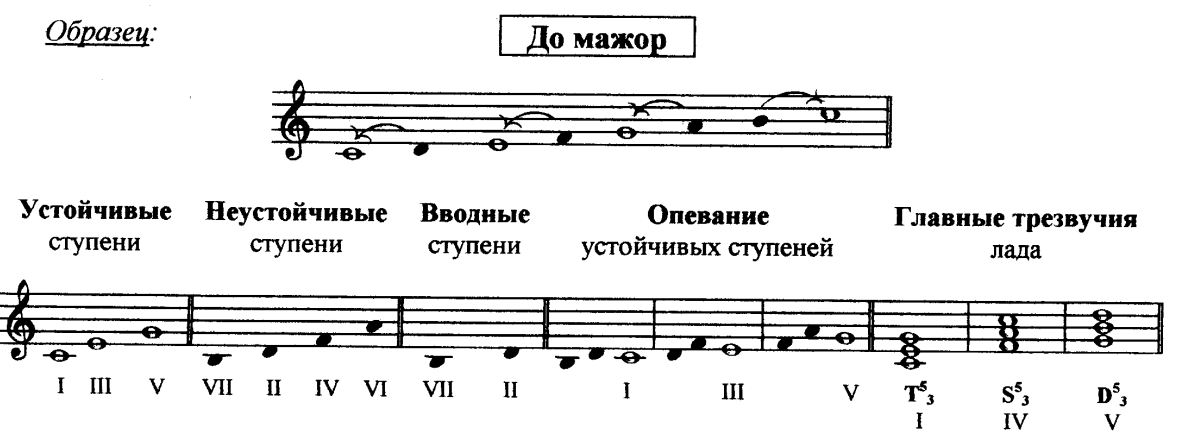 Образец:
До мажор
Устойчивые Неустойчивые Вводные Опевание Главные трезвучия
ступени ступени ступени устойчивых ступеней лада
I III V VII II IV VI VII II I III V T⁵₃ S⁵₃ D⁵₃
I IV V